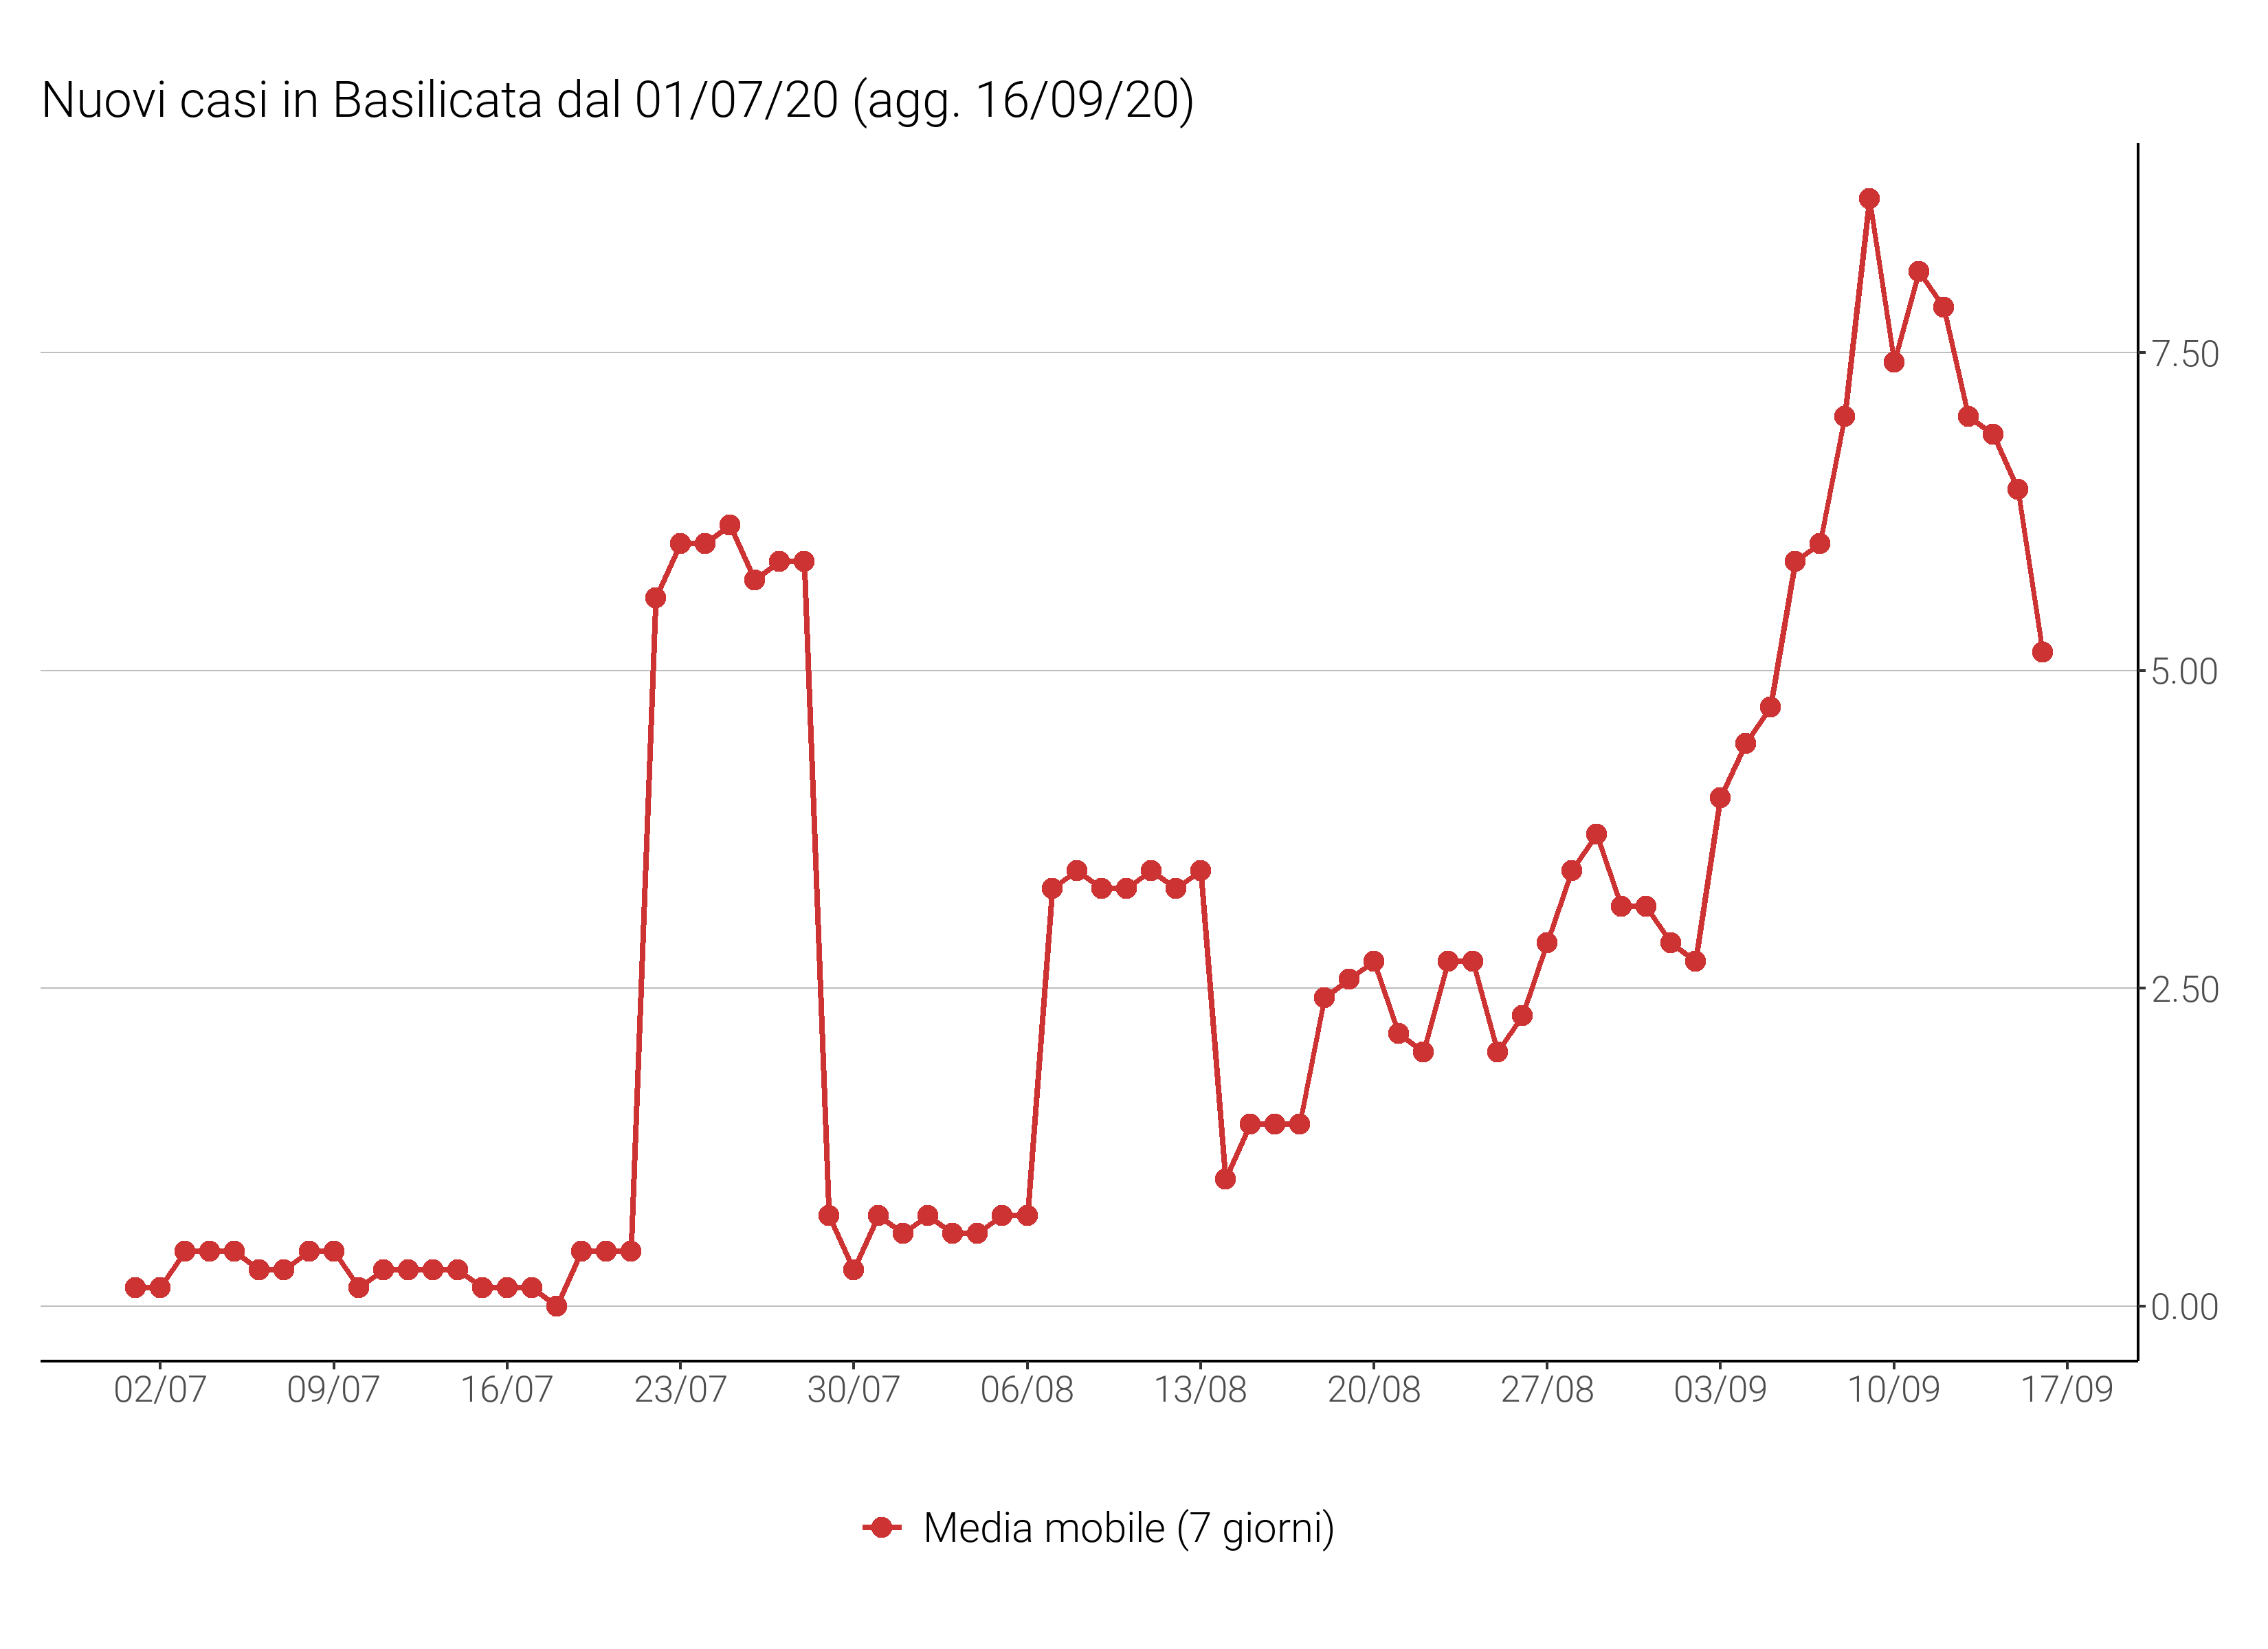 Nuovi casi in Basilicata dal 01/07/20 (agg. 16/09/20)
7.50
5.00
2.50
0.00
02/07 09/07 16/07 23/07 30/07 06/08 13/08 20/08 27/08 03/09 10/09 17/09
Media mobile (7 giorni)